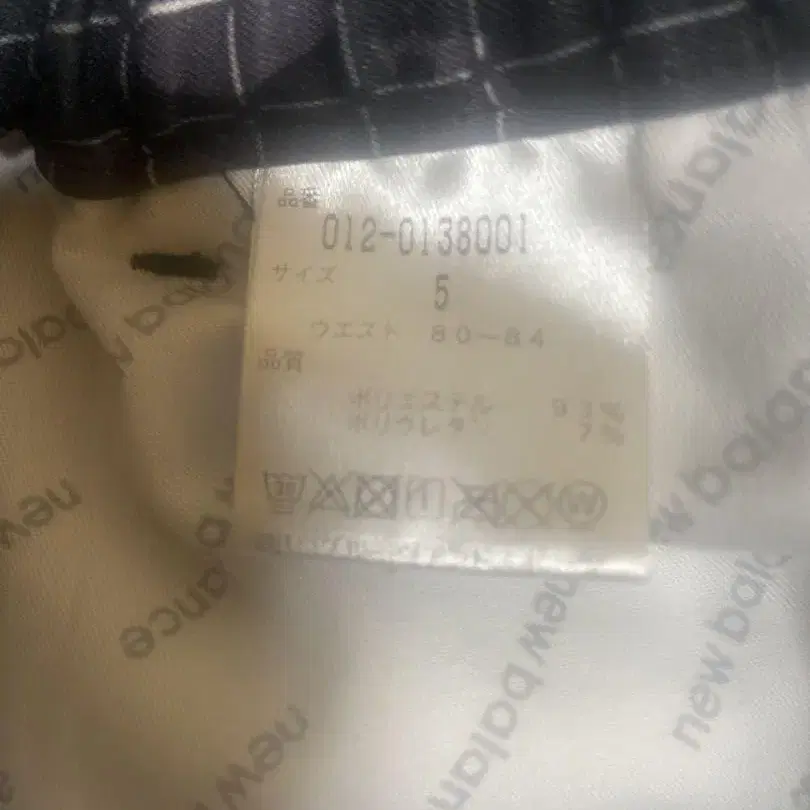 品番
012-0138001
サイズ
5
ウエスト 80-84
品質
ポリエステル 93%
ポリウレタン 7%
new balance
new balance
new balance
new balance
new